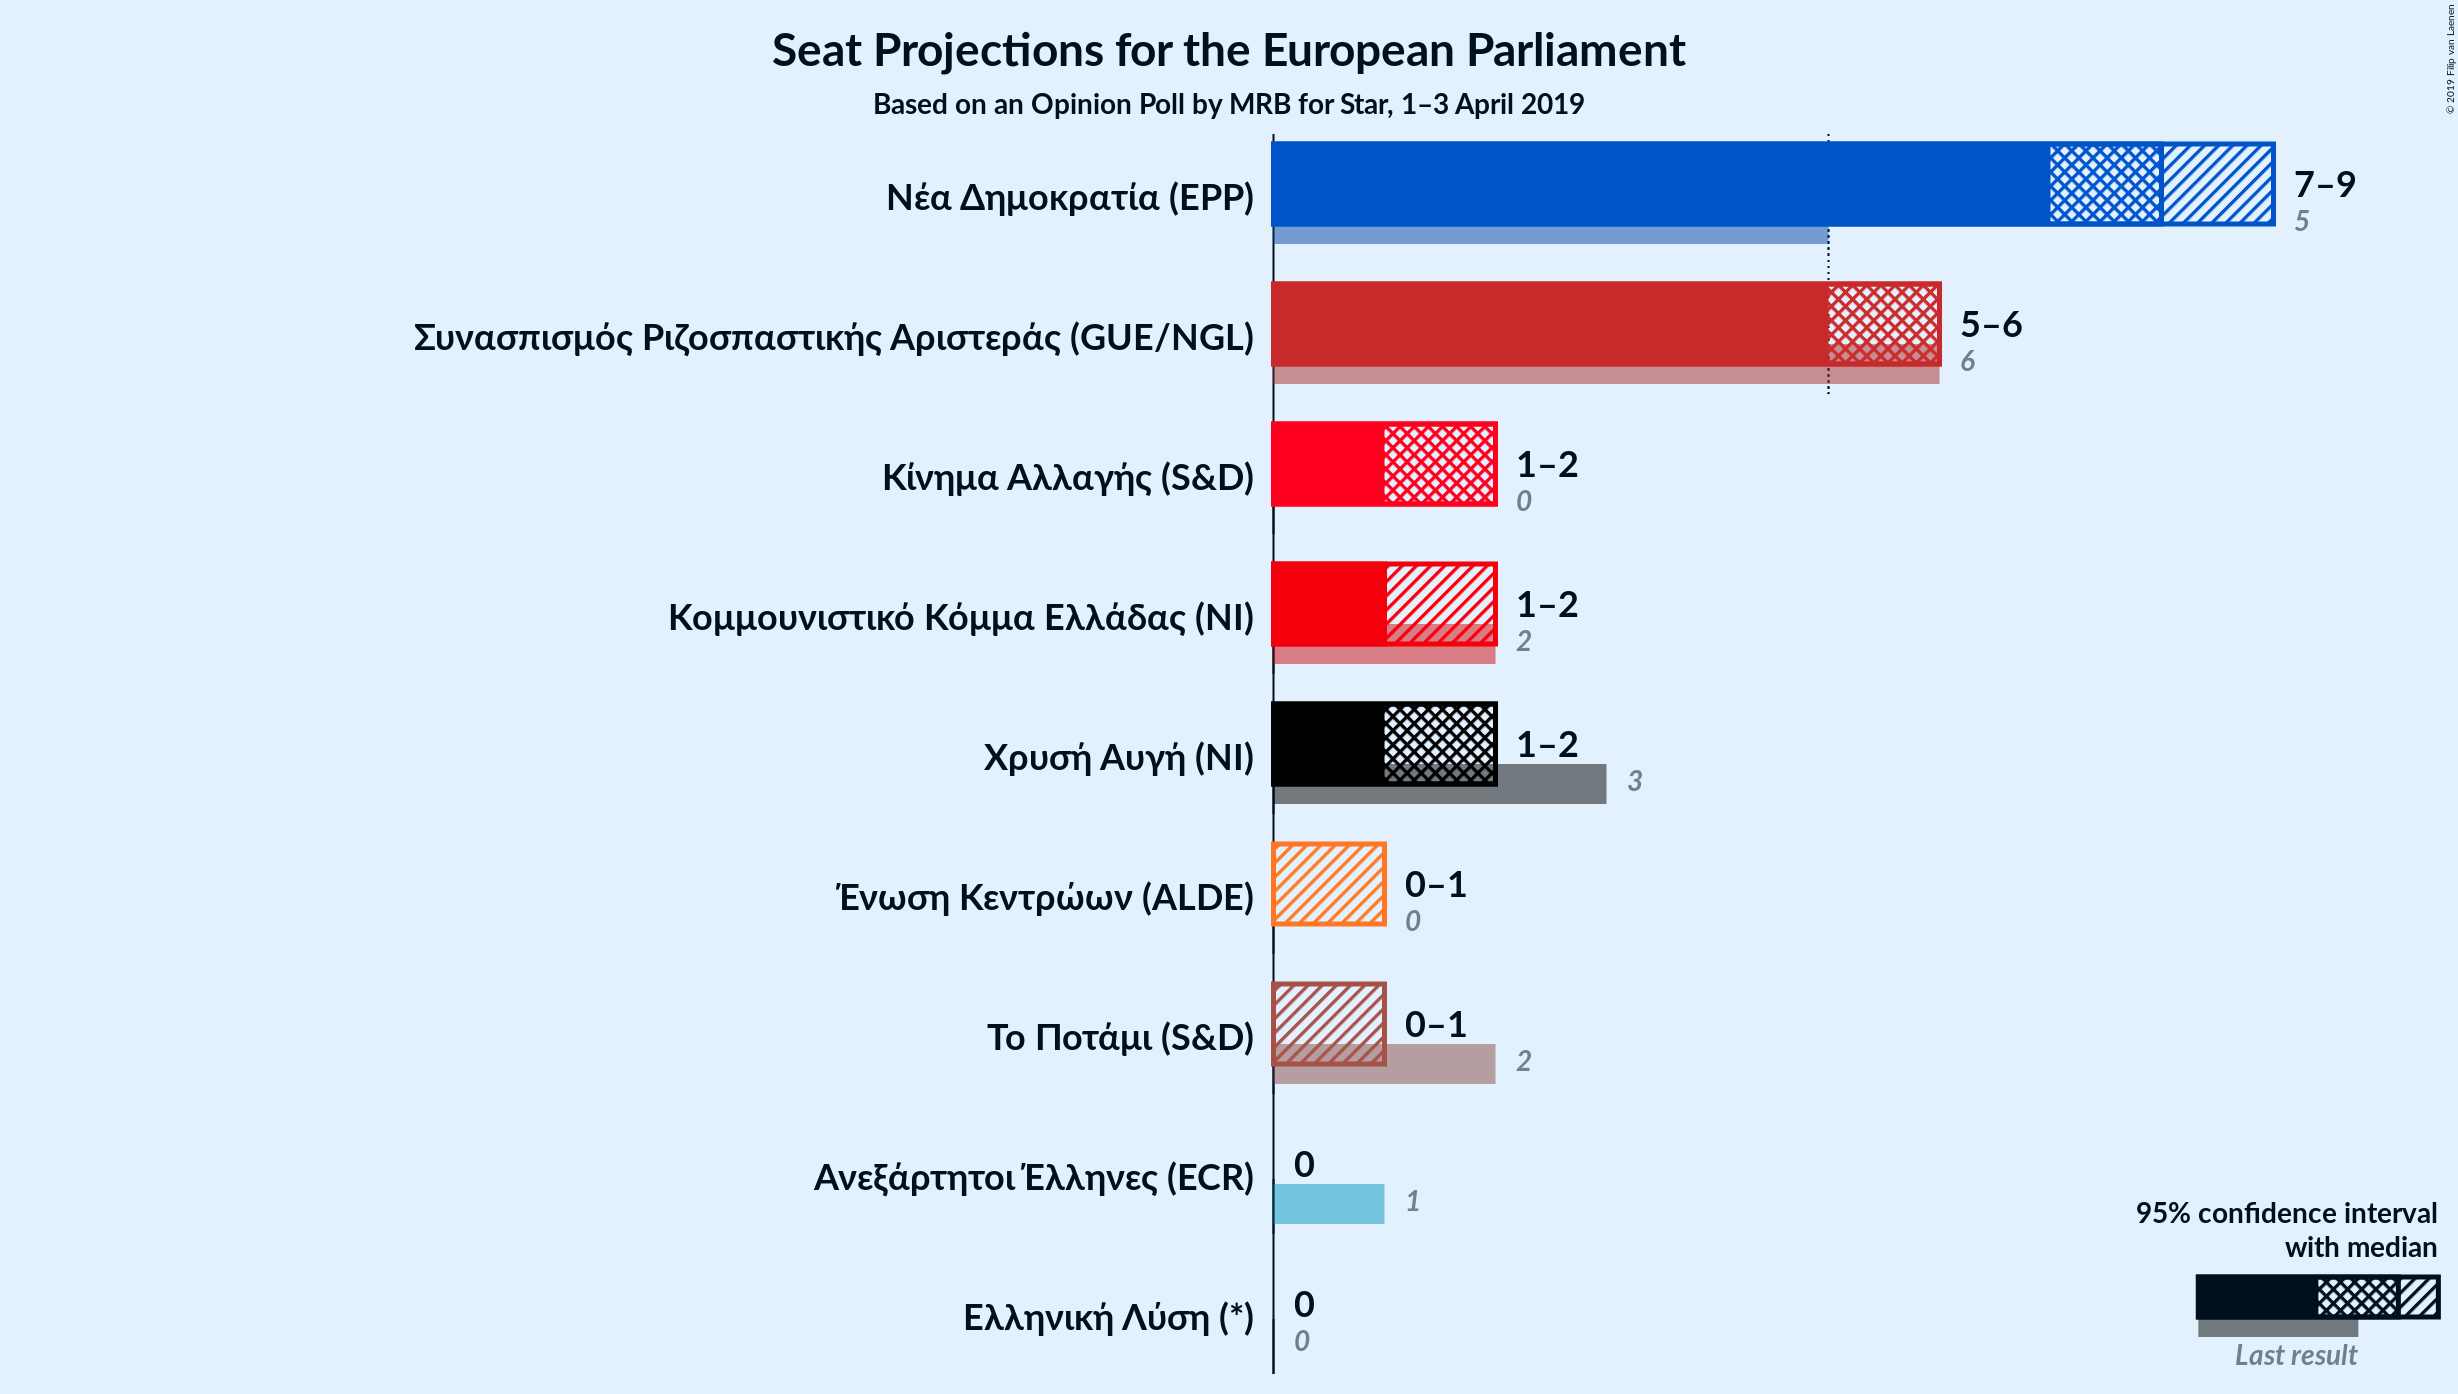 Seat Projections for the European Parliament
Based on an Opinion Poll by MRB for Star, 1–3 April 2019
© 2019 Filip van Laenen
Νέα Δημοκρατία (EPP)
7–9
5
Συνασπισμός Ριζοσπαστικής Αριστεράς (GUE/NGL)
5–6
6
Κίνημα Αλλαγής (S&D)
1–2
0
Κομμουνιστικό Κόμμα Ελλάδας (NI)
1–2
2
Χρυσή Αυγή (NI)
1–2
3
Ένωση Κεντρώων (ALDE)
0–1
0
Το Ποτάμι (S&D)
0–1
2
Ανεξάρτητοι Έλληνες (ECR)
0
1
Ελληνική Λύση (*)
0
0
95% confidence interval
with median
Last result